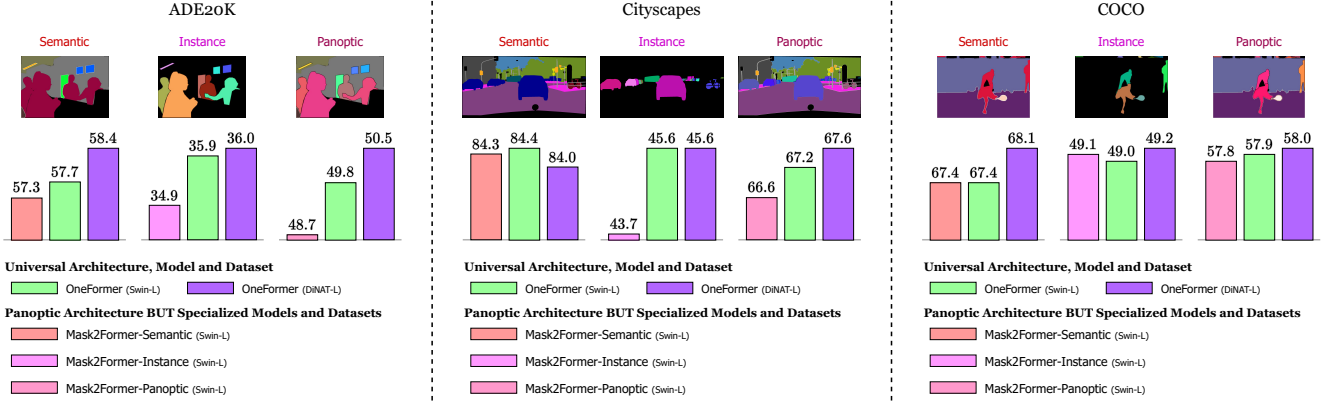 ADE20K
Semantic Instance Panoptic
57.3 57.7 58.4
34.9 35.9 36.0
48.7 49.8 50.5
Universal Architecture, Model and Dataset
OneFormer (Swin-L) OneFormer (DiNAT-L)
Panoptic Architecture BUT Specialized Models and Datasets
Mask2Former-Semantic (Swin-L)
Mask2Former-Instance (Swin-L)
Mask2Former-Panoptic (Swin-L)
Cityscapes
Semantic Instance Panoptic
84.3 84.4 84.0
43.7 45.6 45.6
66.6 67.2 67.6
Universal Architecture, Model and Dataset
OneFormer (Swin-L) OneFormer (DiNAT-L)
Panoptic Architecture BUT Specialized Models and Datasets
Mask2Former-Semantic (Swin-L)
Mask2Former-Instance (Swin-L)
Mask2Former-Panoptic (Swin-L)
COCO
Semantic Instance Panoptic
67.4 67.4 68.1
49.1 49.0 49.2
57.8 57.9 58.0
Universal Architecture, Model and Dataset
OneFormer (Swin-L) OneFormer (DiNAT-L)
Panoptic Architecture BUT Specialized Models and Datasets
Mask2Former-Semantic (Swin-L)
Mask2Former-Instance (Swin-L)
Mask2Former-Panoptic (Swin-L)